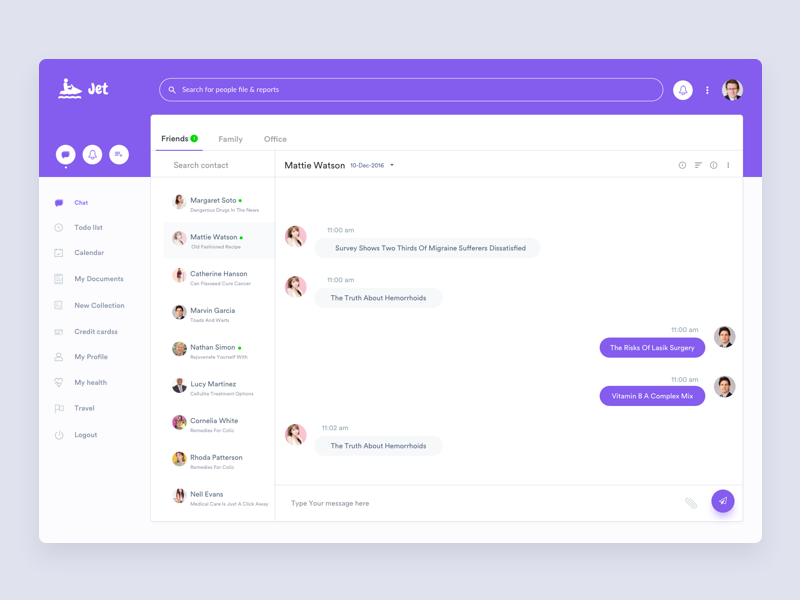 Jet
Search for people file & reports
Friends
Family
Office
Search contact
Mattie Watson 10-Dec-2016
Chat
Todo list
Calendar
My Documents
New Collection
Credit cardss
My Profile
My health
Travel
Logout
Margaret Soto
Dangerous Drugs In The News
Mattie Watson
Old Fashioned Recipe
Catherine Hanson
Can Flaxseed Cure Cancer
Marvin Garcia
Toads And Warts
Nathan Simon
Rejuvenate Yourself With
Lucy Martinez
Cellulite Treatment Options
Cornelia White
Remedies For Colic
Rhoda Patterson
Remedies For Colic
Nell Evans
Medical Care Is Just A Click Away
11:00 am
Survey Shows Two Thirds Of Migraine Sufferers Dissatisfied
11:00 am
The Truth About Hemorrhoids
11:00 am
The Risks Of Lasik Surgery
11:00 am
Vitamin B A Complex Mix
11:02 am
The Truth About Hemorrhoids
Type Your message here